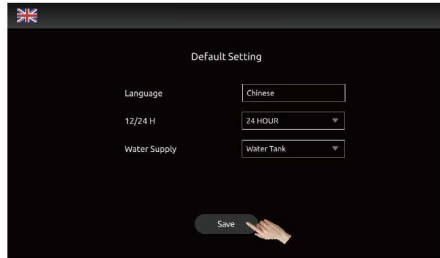 Default Setting
Language Chinese
12/24 H 24 HOUR
Water Supply Water Tank
Save